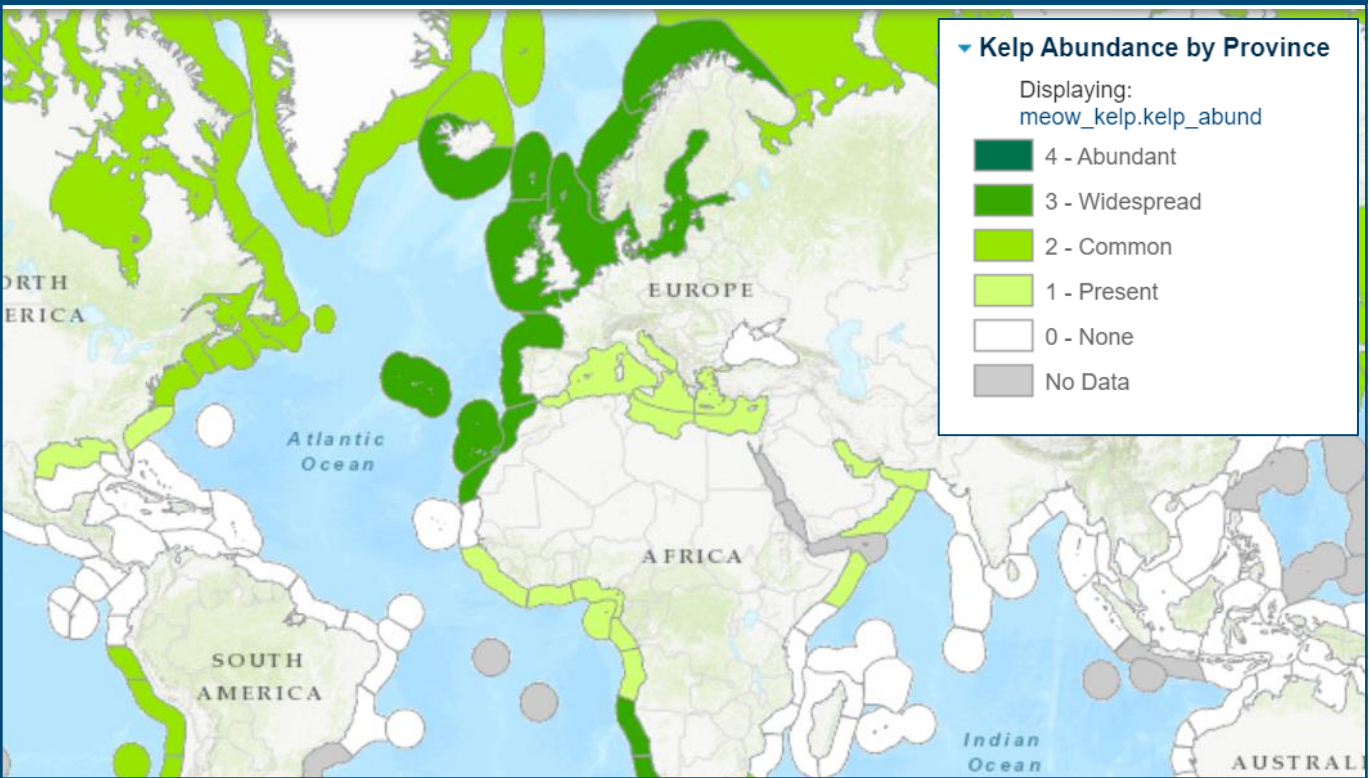 Kelp Abundance by Province
Displaying:
meow_kelp.kelp_abund
4 - Abundant
3 - Widespread
2 - Common
1 - Present
0 - None
No Data
ORTH
ERICA
EUROPE
Atlantic
Ocean
AFRICA
SOUTH
AMERICA
Indian
Ocean
AUSTRAL